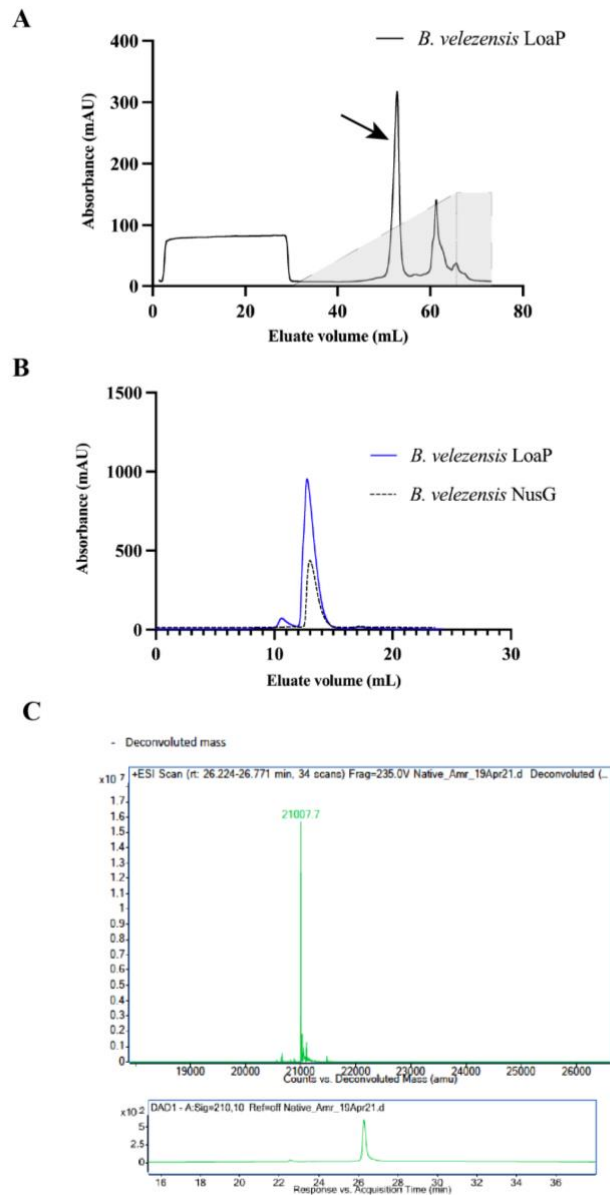 A
B. velezensis LoaP
400
300
200
100
0
Absorbance (mAU)
0 20 40 60 80
Eluate volume (mL)
B
1500
1000
500
0
Absorbance (mAU)
B. velezensis LoaP
B. velezensis NusG
0 10 20 30
Eluate volume (mL)
C
- Deconvoluted mass
x10 7
+ESI Scan (rt: 26.224-26.771 min, 34 scans) Frag=235.0V Native_Amr_19Apr21.d Deconvoluted (...
21007.7
1.7
1.6
1.5
1.4
1.3
1.2
1.1
1
0.9
0.8
0.7
0.6
0.5
0.4
0.3
0.2
0.1
0
19000 20000 21000 22000 23000 24000 25000 26000
Counts vs. Deconvoluted Mass (amu)
x10 -2
DAD1 - A:Sig=210,10 Ref=off Native_Amr_19Apr21.d
5
2.5
0
16 18 20 22 24 26 28 30 32 34 36
Response vs. Acquisition Time (min)